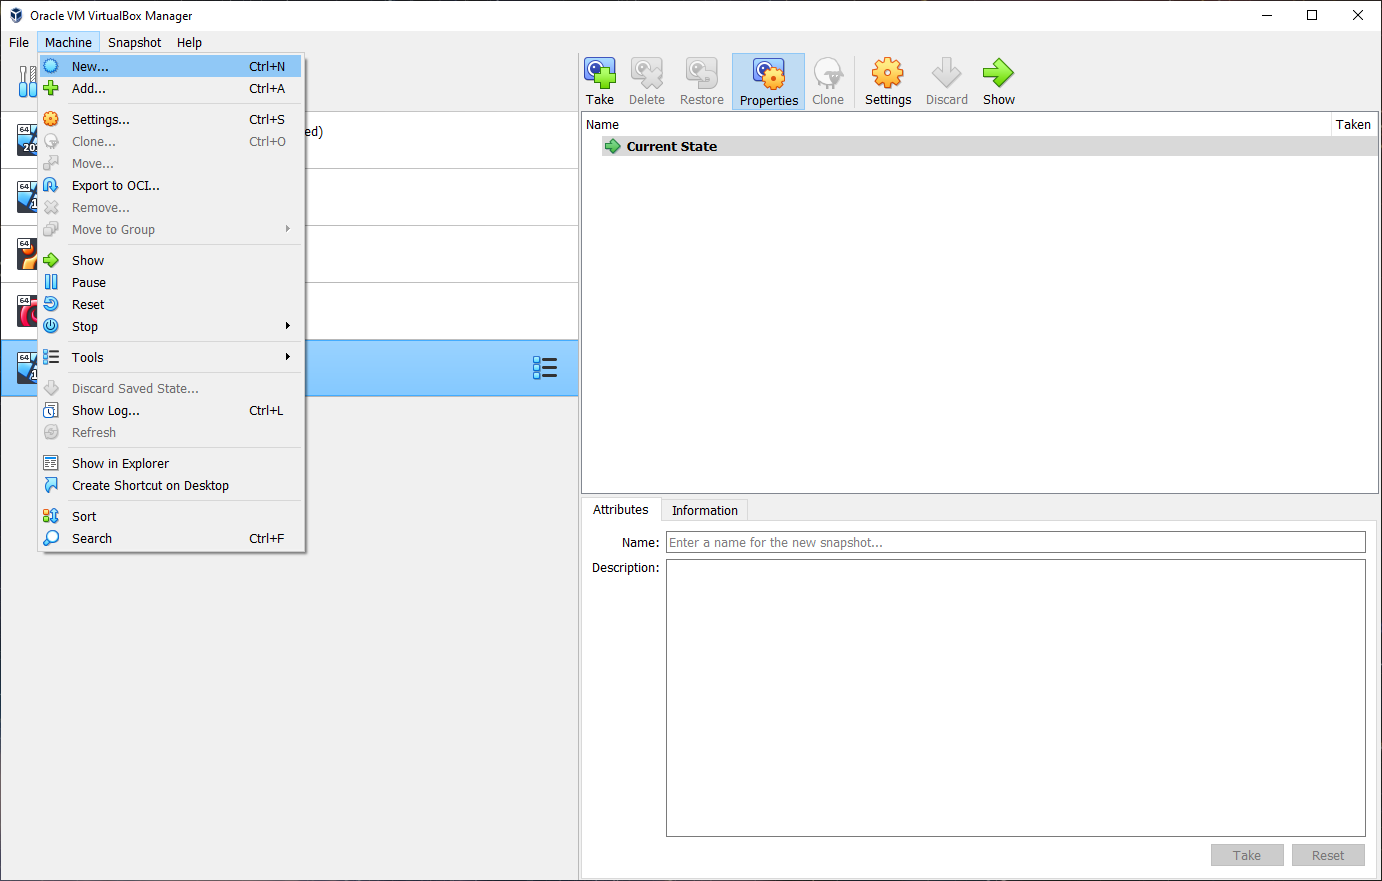 Oracle VM VirtualBox Manager
File Machine Snapshot Help
New... Ctrl+N
Add... Ctrl+A
Settings... Ctrl+S
Clone... Ctrl+O
Move...
Export to OCI...
Remove...
Move to Group
Show
Pause
Reset
Stop
Tools
Discard Saved State...
Show Log... Ctrl+L
Refresh
Show in Explorer
Create Shortcut on Desktop
Sort
Search Ctrl+F
64
ed)
64
64
64
64
Take Delete Restore Properties Clone Settings Discard Show
Name Taken
Current State
Attributes Information
Name: Enter a name for the new snapshot...
Description:
Take Reset